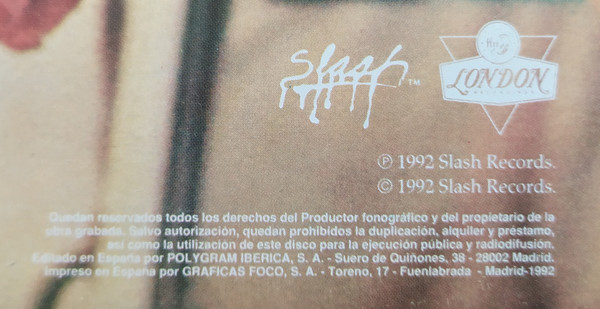 Slash™
LONDON
℗ 1992 Slash Records.
© 1992 Slash Records.
Quedan reservados todos los derechos del Productor fonográfico y del propietario de la
obra grabada. Salvo autorización, quedan prohibidos la duplicación, alquiler y préstamo,
así como la utilización de este disco para la ejecución pública y radiodifusión.
Editado en España por POLYGRAM IBERICA, S. A. - Suero de Quiñones, 38 - 28002 Madrid.
Impreso en España por GRAFICAS FOCO, S. A. - Toreno, 17 - Fuenlabrada - Madrid-1992